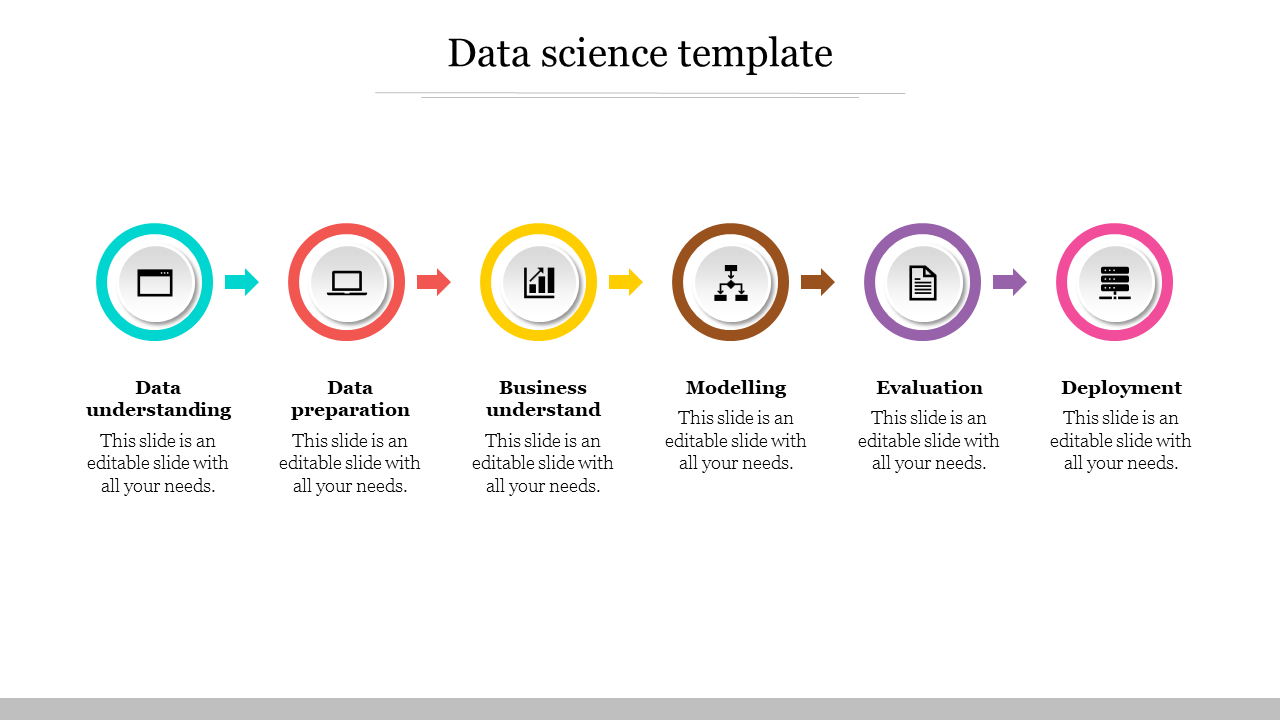 Data science template
Data
understanding
This slide is an
editable slide with
all your needs.
Data
preparation
This slide is an
editable slide with
all your needs.
Business
understand
This slide is an
editable slide with
all your needs.
Modelling
This slide is an
editable slide with
all your needs.
Evaluation
This slide is an
editable slide with
all your needs.
Deployment
This slide is an
editable slide with
all your needs.